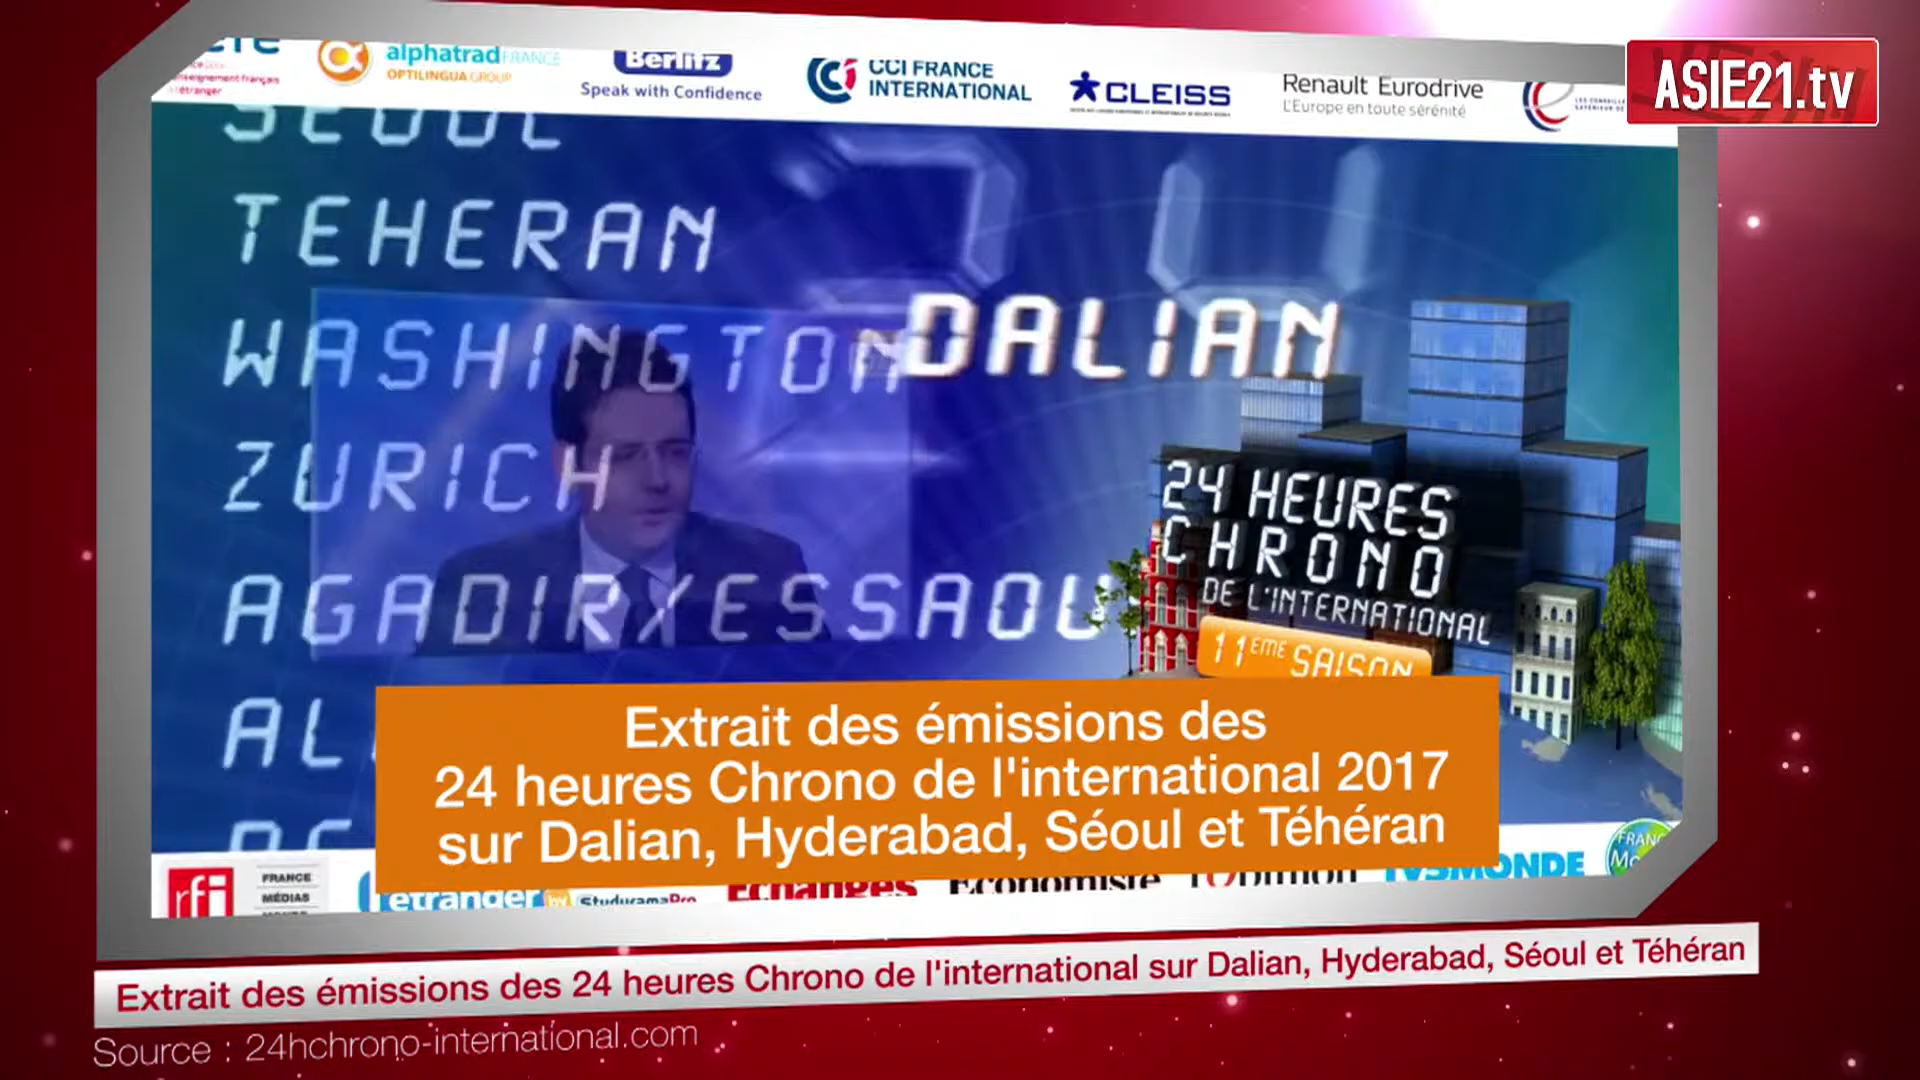 alphatrad FRANCE
OPTILINGUA GROUP
Berlitz
Speak with Confidence
CCI FRANCE
INTERNATIONAL
CLEISS
Renault Eurodrive
L'Europe en toute sérénité
ASIE21.tv
SEOUL
TEHERAN
WASHINGTON
DALIAN
ZURICH
24 HEURES
CHRONO
DE L'INTERNATIONAL
11EME SAISON
Extrait des émissions des
24 heures Chrono de l'international 2017
sur Dalian, Hyderabad, Séoul et Téhéran
rfi
FRANCE
MÉDIAS
StudyramaPro
TV5MONDE
Extrait des émissions des 24 heures Chrono de l'international sur Dalian, Hyderabad, Séoul et Téhéran
Source : 24hchrono-international.com